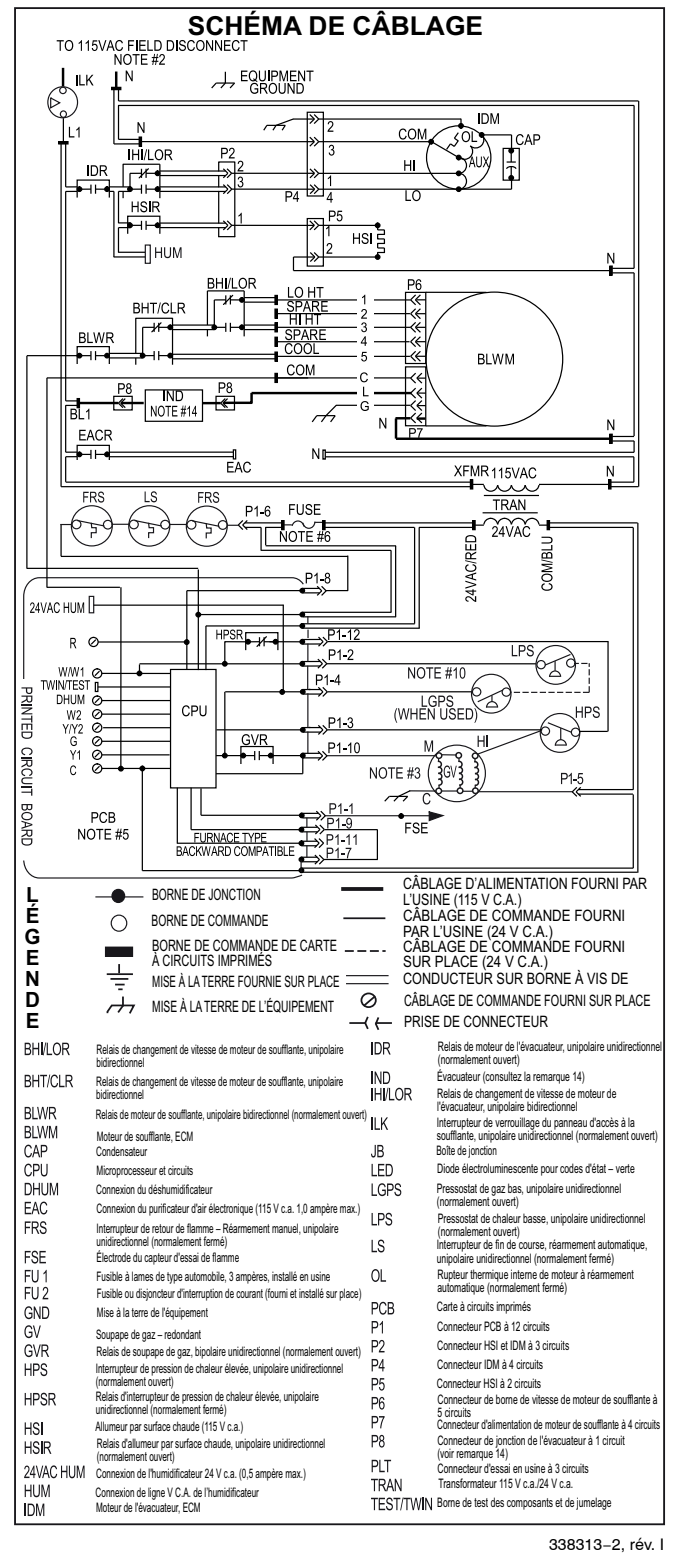 SCHÉMA DE CÂBLAGE
TO 115VAC FIELD DISCONNECT
NOTE #2
ILK
N
EQUIPMENT
GROUND
L1
N
IHI/LOR
IDR
P2
2
3
1
HSIR
HUM
2
3
1
4
P4
COM
HI
LO
IDM
OL
AUX
CAP
P5
1
2
HSI
N
BHI/LOR
BHT/CLR
BLWR
LO HT
1
SPARE
2
HI HT
3
SPARE
4
COOL
5
COM
C
L
G
N
P6
P7
BLWM
P8
IND
NOTE #14
P8
BL1
N
EACR
EAC
N
XFMR
115VAC
N
TRAN
24VAC
24VAC/RED
COM/BLU
FRS
LS
FRS
P1-6
FUSE
NOTE #6
P1-8
24VAC HUM
R
HPSR
P1-12
P1-2
P1-4
LPS
NOTE #10
LGPS
(WHEN USED)
W/W1
TWIN/TEST
DHUM
W2
Y/Y2
G
Y1
C
CPU
GVR
P1-3
P1-10
HPS
M
HI
NOTE #3
GV
C
P1-5
PRINTED CIRCUIT BOARD
PCB
NOTE #5
P1-1
P1-9
P1-11
P1-7
FSE
FURNACE TYPE
BACKWARD COMPATIBLE
LÉGENDE
BORNE DE JONCTION
BORNE DE COMMANDE
BORNE DE COMMANDE DE CARTE
À CIRCUITS IMPRIMÉS
MISE À LA TERRE FOURNIE SUR PLACE
MISE À LA TERRE DE L'ÉQUIPEMENT
CÂBLAGE D'ALIMENTATION FOURNI PAR
L'USINE (115 V C.A.)
CÂBLAGE DE COMMANDE FOURNI
PAR L'USINE (24 V C.A.)
CÂBLAGE DE COMMANDE FOURNI
SUR PLACE (24 V C.A.)
CONDUCTEUR SUR BORNE À VIS DE
CÂBLAGE DE COMMANDE FOURNI SUR PLACE
PRISE DE CONNECTEUR
BHI/LOR Relais de changement de vitesse de moteur de soufflante, unipolaire
bidirectionnel
BHT/CLR Relais de changement de vitesse de moteur de soufflante, unipolaire
bidirectionnel
BLWR Relais de moteur de soufflante, unipolaire bidirectionnel (normalement ouvert)
BLWM Moteur de soufflante, ECM
CAP Condensateur
CPU Microprocesseur et circuits
DHUM Connexion du déshumidificateur
EAC Connexion du purificateur d'air électronique (115 V c.a. 1,0 ampère max.)
FRS Interrupteur de retour de flamme – Réarmement manuel, unipolaire
unidirectionnel (normalement fermé)
FSE Électrode du capteur d'essai de flamme
FU 1 Fusible à lames de type automobile, 3 ampères, installé en usine
FU 2 Fusible ou disjoncteur d'interruption de courant (fourni et installé sur place)
GND Mise à la terre de l'équipement
GV Soupape de gaz – redondant
GVR Relais de soupape de gaz, bipolaire unidirectionnel (normalement ouvert)
HPS Interrupteur de pression de chaleur élevée, unipolaire unidirectionnel
(normalement ouvert)
HPSR Relais d'interrupteur de pression de chaleur élevée, unipolaire
unidirectionnel (normalement fermé)
HSI Allumeur par surface chaude (115 V c.a.)
HSIR Relais d'allumeur par surface chaude, unipolaire unidirectionnel
(normalement ouvert)
24VAC HUM Connexion de l'humidificateur 24 V c.a. (0,5 ampère max.)
HUM Connexion de ligne V C.A. de l'humidificateur
IDM Moteur de l'évacuateur, ECM
IDR Relais de moteur de l'évacuateur, unipolaire unidirectionnel
(normalement ouvert)
IND Évacuateur (consultez la remarque 14)
IHI/LOR Relais de changement de vitesse de moteur de
l'évacuateur, unipolaire bidirectionnel
ILK Interrupteur de verrouillage du panneau d'accès à la
soufflante, unipolaire unidirectionnel (normalement ouvert)
JB Boîte de jonction
LED Diode électroluminescente pour codes d'état – verte
LGPS Pressostat de gaz bas, unipolaire unidirectionnel
(normalement ouvert)
LPS Pressostat de chaleur basse, unipolaire unidirectionnel
(normalement ouvert)
LS Interrupteur de fin de course, réarmement automatique,
unipolaire unidirectionnel (normalement fermé)
OL Rupteur thermique interne de moteur à réarmement
automatique (normalement fermé)
PCB Carte à circuits imprimés
P1 Connecteur PCB à 12 circuits
P2 Connecteur HSI et IDM à 3 circuits
P4 Connecteur IDM à 4 circuits
P5 Connecteur HSI à 2 circuits
P6 Connecteur de borne de vitesse de moteur de soufflante à
5 circuits
P7 Connecteur d'alimentation de moteur de soufflante à 4 circuits
P8 Connecteur de jonction de l'évacuateur à 1 circuit
(voir remarque 14)
PLT Connecteur d'essai en usine à 3 circuits
TRAN Transformateur 115 V c.a./24 V c.a.
TEST/TWIN Borne de test des composants et de jumelage
338313–2, rév. I